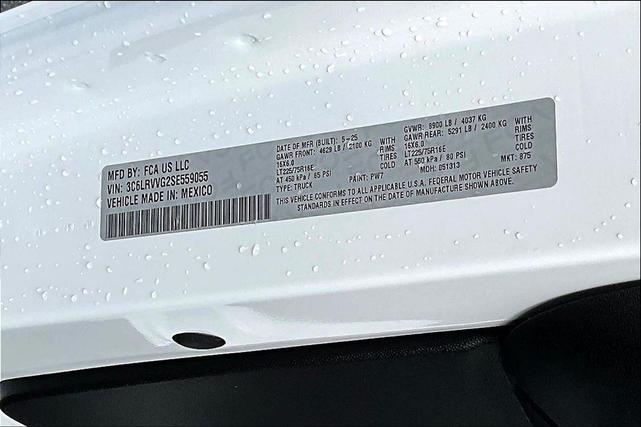 MFD BY: FCA US LLC
VIN: 3C6LRVVG2SE559055
VEHICLE MADE IN: MEXICO
DATE OF MFR (BUILT): 5-25
GAWR FRONT: 4629 LB / 2100 KG WITH
16X6.0 RIMS
LT225/75R16E TIRES
AT 450 kPa / 65 PSI COLD
TYPE: TRUCK PAINT: PW7
GVWR: 8900 LB / 4037 KG
GAWR REAR: 5291 LB / 2400 KG WITH
16X6.0 RIMS
LT225/75R16E TIRES
AT 550 kPa / 80 PSI COLD
MDH: 051313 MKT: 875
THIS VEHICLE CONFORMS TO ALL APPLICABLE U.S.A. FEDERAL MOTOR VEHICLE SAFETY
STANDARDS IN EFFECT ON THE DATE OF MANUFACTURE SHOWN ABOVE.